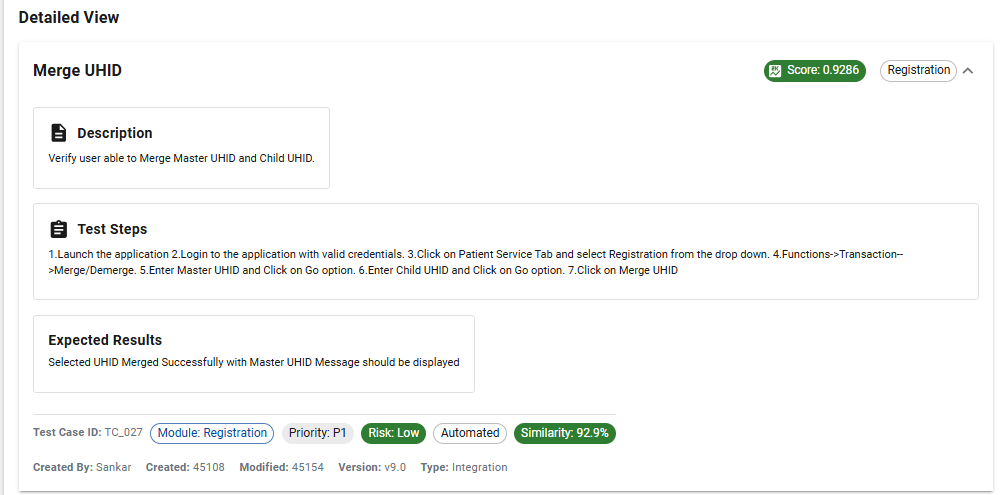 Detailed View
Merge UHID
Score: 0.9286
Registration
Description
Verify user able to Merge Master UHID and Child UHID.
Test Steps
1.Launch the application 2.Login to the application with valid credentials. 3.Click on Patient Service Tab and select Registration from the drop down. 4.Functions->Transaction--
>Merge/Demerge. 5.Enter Master UHID and Click on Go option. 6.Enter Child UHID and Click on Go option. 7.Click on Merge UHID
Expected Results
Selected UHID Merged Successfully with Master UHID Message should be displayed
Test Case ID: TC_027 Module: Registration Priority: P1 Risk: Low Automated Similarity: 92.9%
Created By: Sankar Created: 45108 Modified: 45154 Version: v9.0 Type: Integration